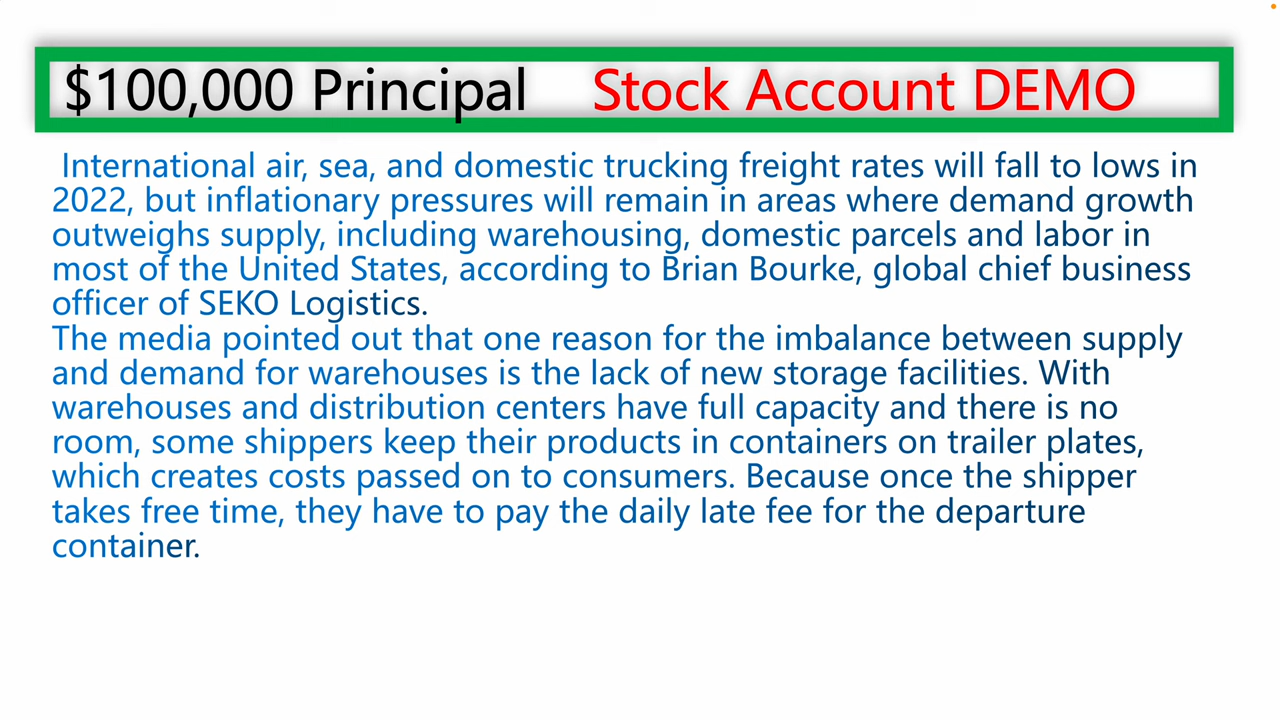 $100,000 Principal Stock Account DEMO
International air, sea, and domestic trucking freight rates will fall to lows in
2022, but inflationary pressures will remain in areas where demand growth
outweighs supply, including warehousing, domestic parcels and labor in
most of the United States, according to Brian Bourke, global chief business
officer of SEKO Logistics.
The media pointed out that one reason for the imbalance between supply
and demand for warehouses is the lack of new storage facilities. With
warehouses and distribution centers have full capacity and there is no
room, some shippers keep their products in containers on trailer plates,
which creates costs passed on to consumers. Because once the shipper
takes free time, they have to pay the daily late fee for the departure
container.